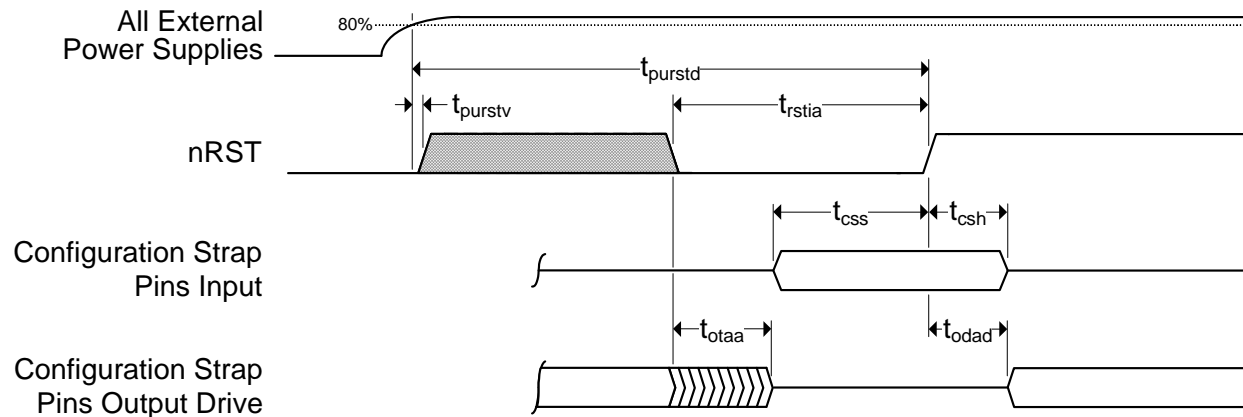 All External
Power Supplies
80%
tpurstd
tpurstv
trstia
nRST
tcss
tcsh
Configuration Strap
Pins Input
totaa
todad
Configuration Strap
Pins Output Drive